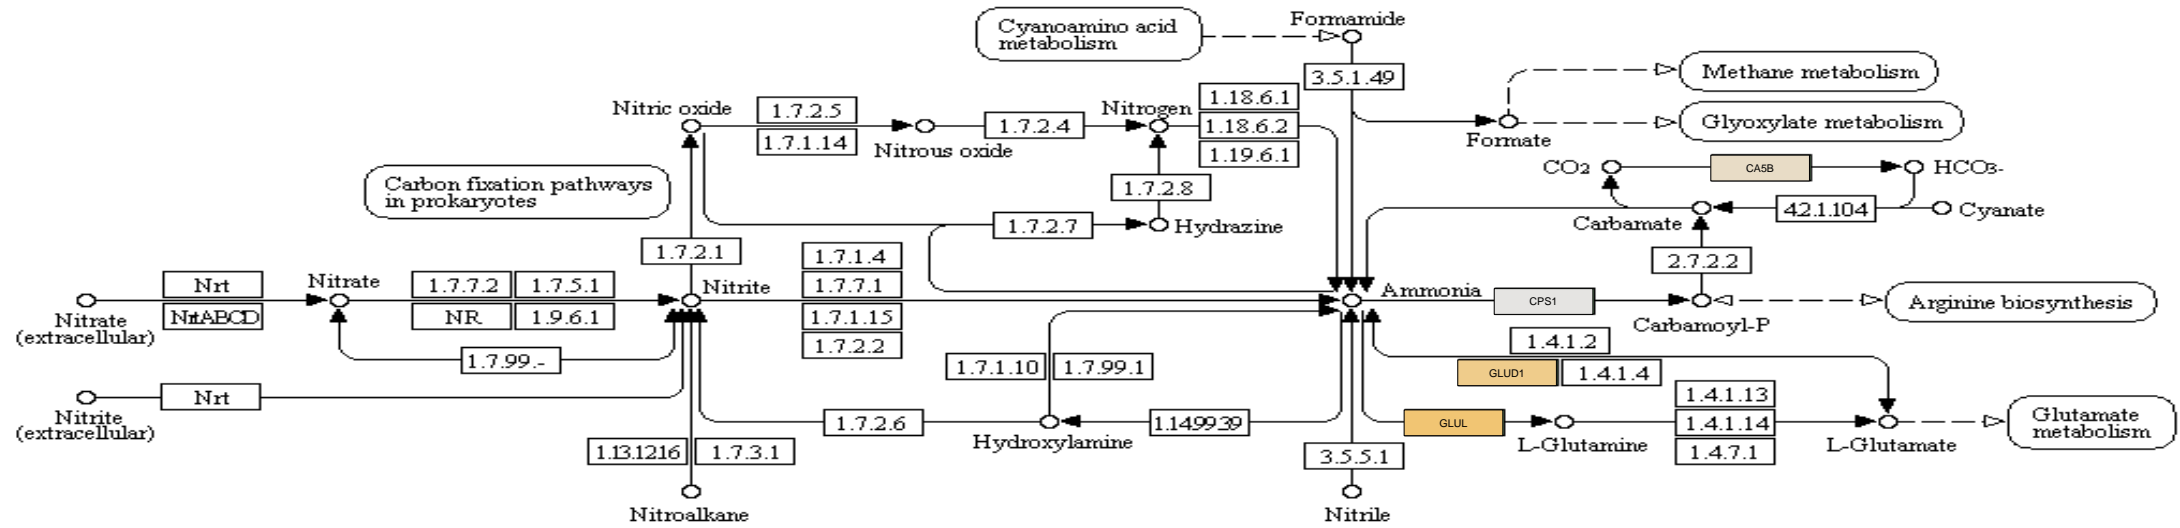 Formamide
Cyanoamino acid
metabolism
3.5.1.49
Methane metabolism
Nitric oxide
1.7.2.5
Nitrogen
1.18.6.1
1.7.2.4
1.18.6.2
Glyoxylate metabolism
1.7.1.14
Nitrous oxide
1.19.6.1
Formate
CO2
CA5B
HCO3-
Carbon fixation pathways
in prokaryotes
1.7.2.8
1.7.2.7
Hydrazine
Carbamate
4.2.1.104
Cyanate
1.7.2.1
1.7.1.4
2.7.2.2
Nrt
Nitrate
1.7.7.2
1.7.5.1
Nitrite
1.7.1.7
Ammonia
CPS1
Arginine biosynthesis
NrtABCD
NR
1.9.6.1
1.7.1.15
Carbamoyl-P
Nitrate
(extracellular)
1.7.2.2
1.4.1.2
1.7.99.-
1.7.1.10
1.7.99.1
GLUD1
1.4.1.4
Nrt
1.4.1.13
Nitrite
(extracellular)
1.7.2.6
Hydroxylamine
1.14.99.39
GLUL
L-Glutamine
1.4.1.14
L-Glutamate
Glutamate
metabolism
1.13.12.16
1.7.3.1
3.5.5.1
1.4.7.1
Nitroalkane
Nitrile